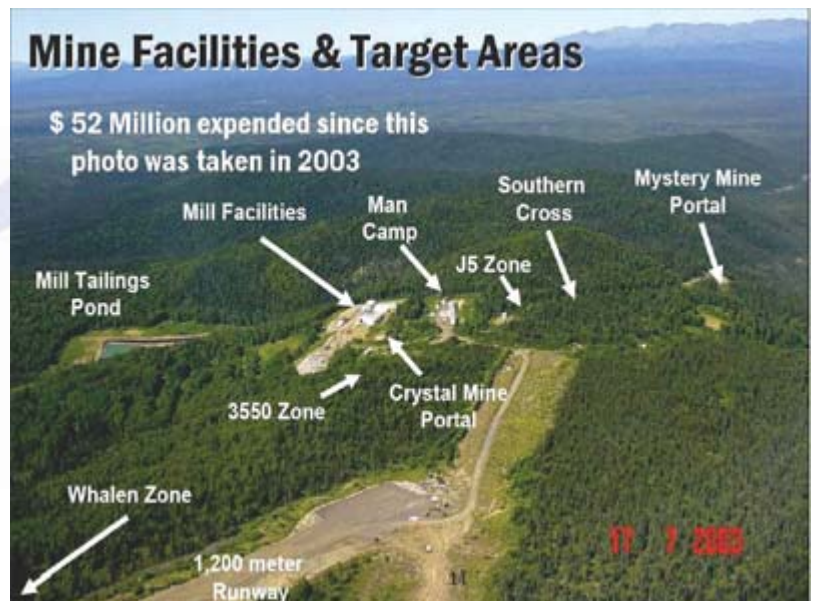 Mine Facilities & Target Areas
$ 52 Million expended since this
photo was taken in 2003
Mill Facilities
Man
Camp
Southern
Cross
Mystery Mine
Portal
J5 Zone
Mill Tailings
Pond
3550 Zone
Crystal Mine
Portal
Whalen Zone
1,200 meter
Runway
17 7 2003